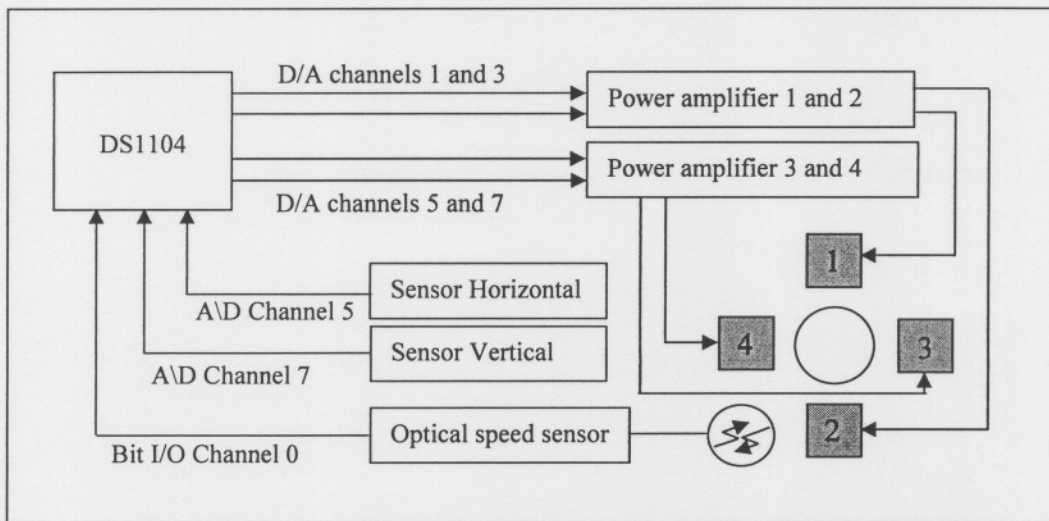 D/A channels 1 and 3
Power amplifier 1 and 2
DS1104
Power amplifier 3 and 4
D/A channels 5 and 7
1
Sensor Horizontal
A\D Channel 5
4
3
Sensor Vertical
A\D Channel 7
Optical speed sensor
2
Bit I/O Channel 0